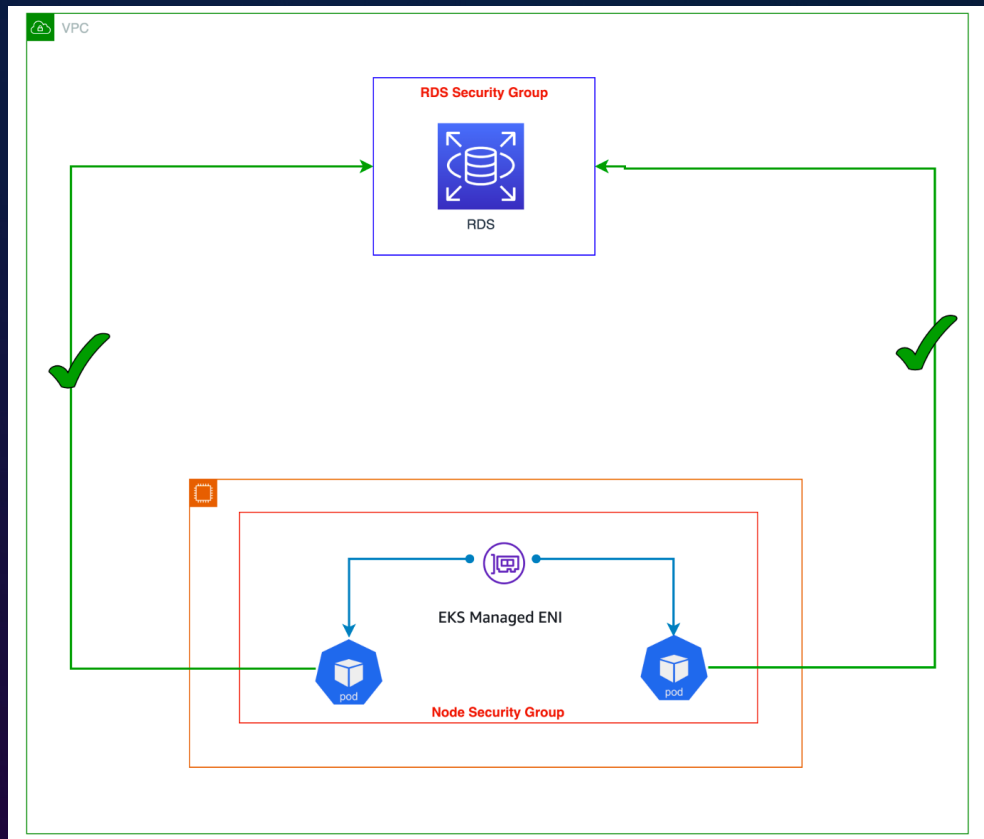 VPC
RDS Security Group
RDS
EKS Managed ENI
pod
pod
Node Security Group